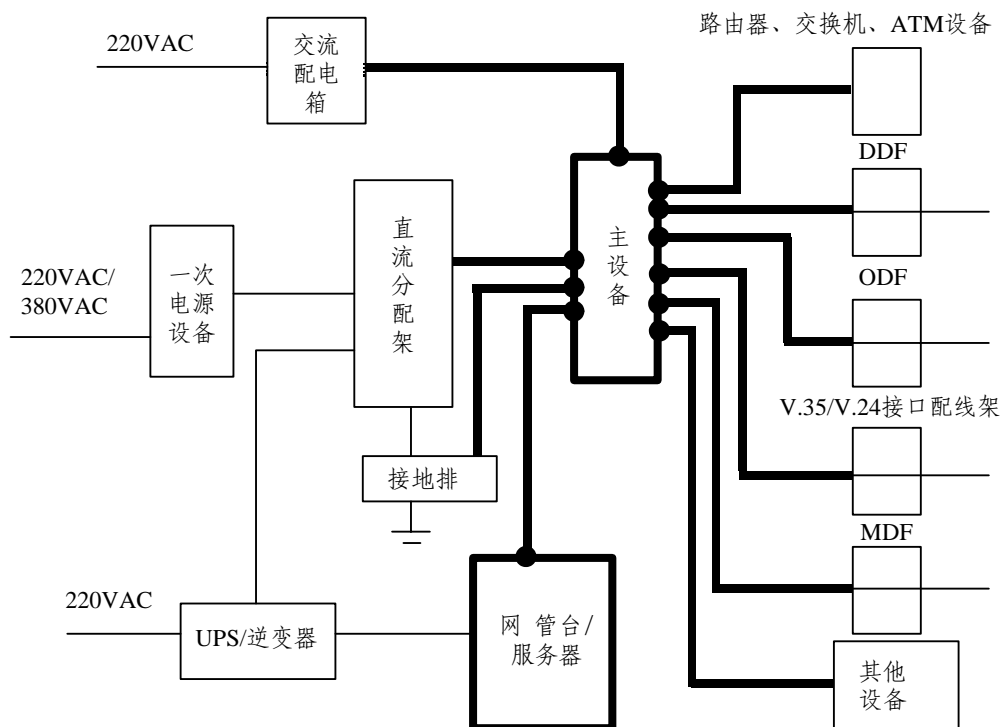 路由器、交换机、ATM设备
220VAC
交流
配电
箱
DDF
主
设
备
直
流
分
配
架
220VAC/
380VAC
一次
电源
设备
ODF
V.35/V.24接口配线架
接地排
MDF
220VAC
UPS/逆变器
网 管台/
服务器
其他
设备